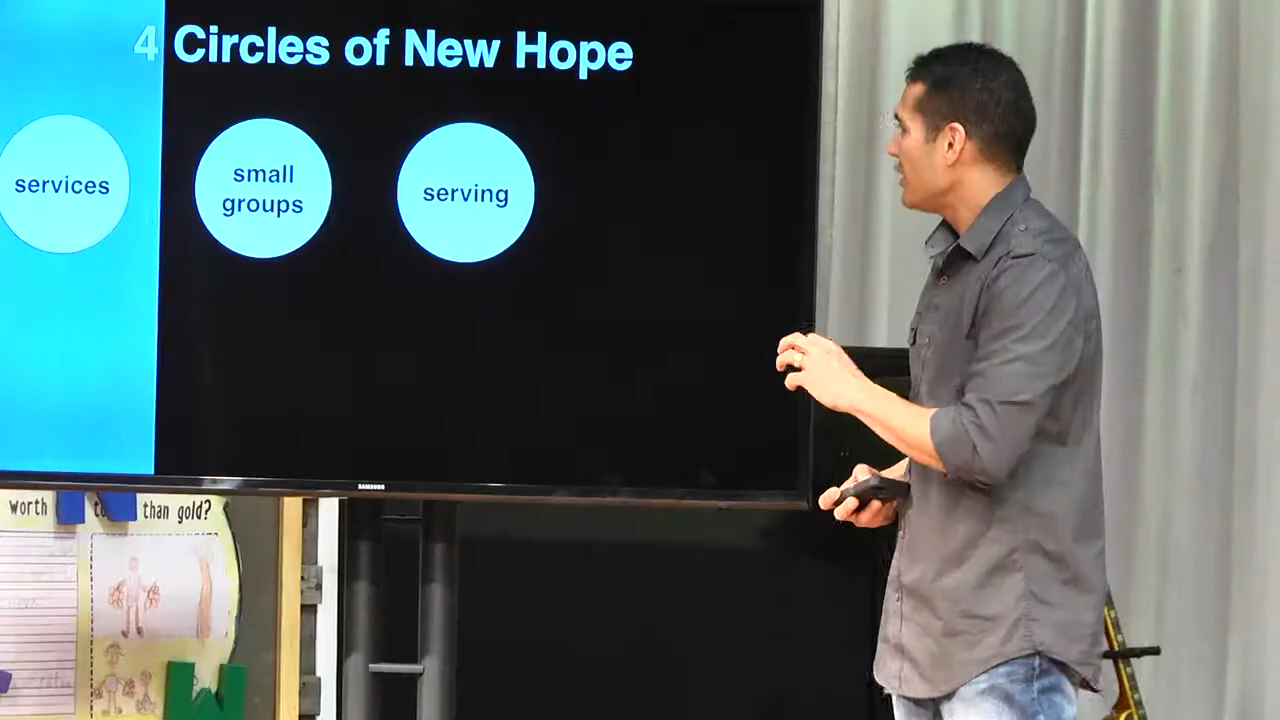 4 Circles of New Hope
services
small
groups
serving
SAMSUNG
worth
than gold?
W